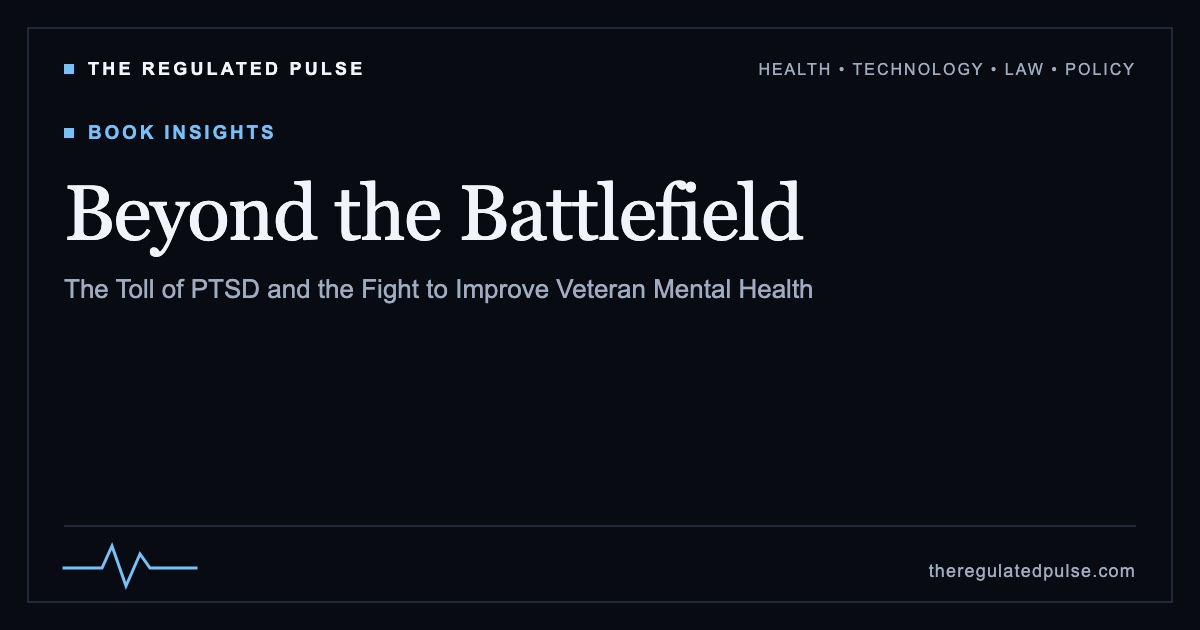 THE REGULATED PULSE
HEALTH • TECHNOLOGY • LAW • POLICY
BOOK INSIGHTS
Beyond the Battlefield
The Toll of PTSD and the Fight to Improve Veteran Mental Health
theregulatedpulse.com